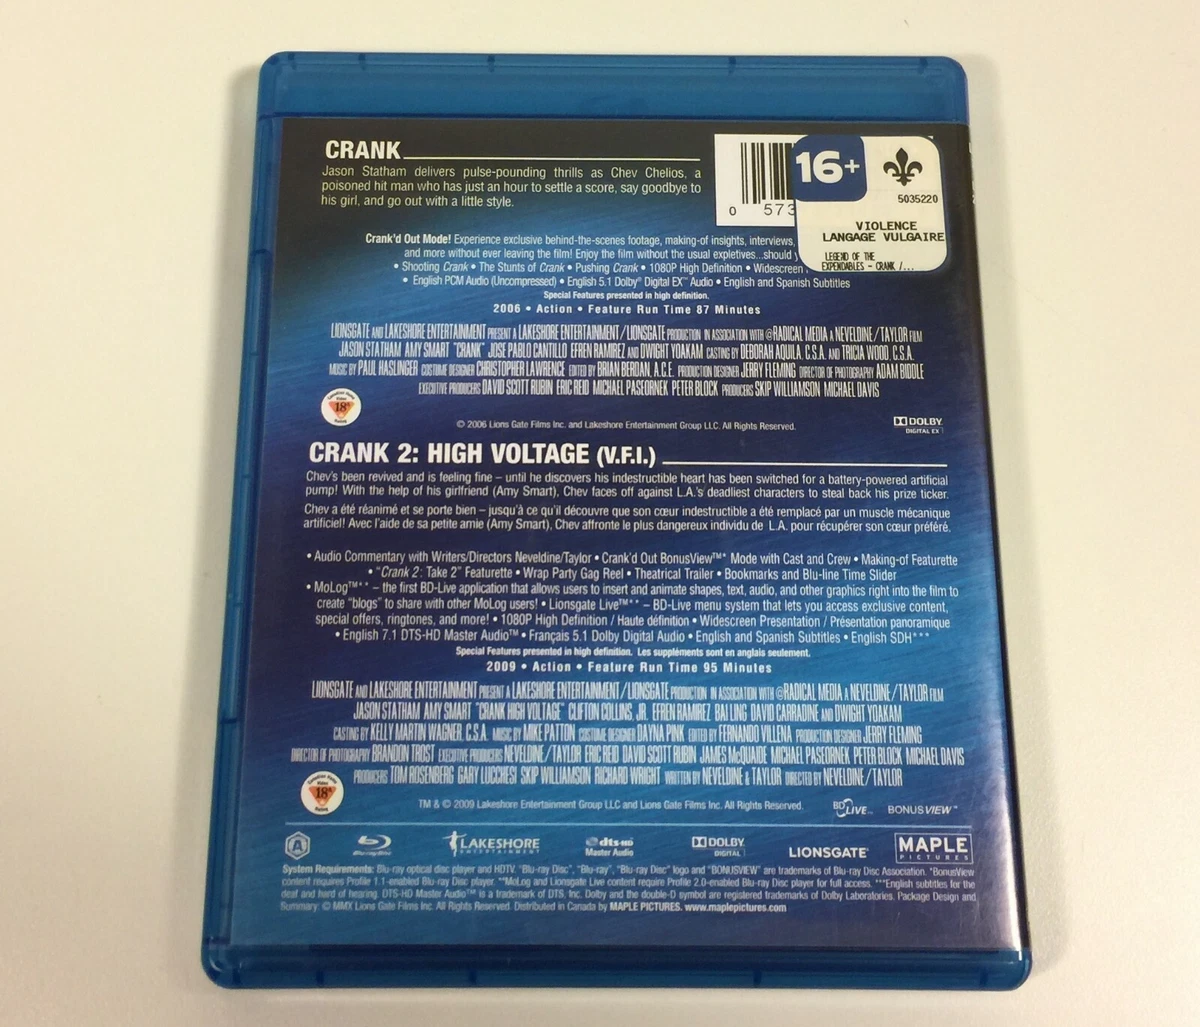 CRANK
Jason Statham delivers pulse-pounding thrills as Chev Chelios, a
poisoned hit man who has just an hour to settle a score, say goodbye to
his girl, and go out with a little style.
0 573
16+
5035220
VIOLENCE
LANGAGE VULGAIRE
LEGEND OF THE
EXPENDABLES - CRANK /...
Crank'd Out Mode! Experience exclusive behind-the-scenes footage, making-of insights, interviews,
and more without ever leaving the film! Enjoy the film without the usual expletives...should
• Shooting Crank • The Stunts of Crank • Pushing Crank • 1080P High Definition • Widescreen
• English PCM Audio (Uncompressed) • English 5.1 Dolby® Digital EX™ Audio • English and Spanish Subtitles
Special Features presented in high definition.
2006 • Action • Feature Run Time 87 Minutes
LIONSGATE AND LAKESHORE ENTERTAINMENT PRESENT A LAKESHORE ENTERTAINMENT/LIONSGATE PRODUCTION IN ASSOCIATION WITH @RADICAL MEDIA A NEVELDINE/TAYLOR FILM
JASON STATHAM AMY SMART "CRANK" JOSE PABLO CANTILLO EFREN RAMIREZ AND DWIGHT YOAKAM CASTING BY DEBORAH AQUILA, C.S.A. AND TRICIA WOOD, C.S.A.
MUSIC BY PAUL HASLINGER COSTUME DESIGNER CHRISTOPHER LAWRENCE EDITED BY BRIAN BERDAN, A.C.E. PRODUCTION DESIGNER JERRY FLEMING DIRECTOR OF PHOTOGRAPHY ADAM BIDDLE
EXECUTIVE PRODUCERS DAVID SCOTT RUBIN ERIC REID MICHAEL PASEORNEK PETER BLOCK PRODUCERS SKIP WILLIAMSON MICHAEL DAVIS
18A
© 2006 Lions Gate Films Inc. and Lakeshore Entertainment Group LLC. All Rights Reserved.
DOLBY
DIGITAL EX
CRANK 2: HIGH VOLTAGE (V.F.I.)
Chev's been revived and is feeling fine – until he discovers his indestructible heart has been switched for a battery-powered artificial
pump! With the help of his girlfriend (Amy Smart), Chev faces off against L.A.'s deadliest characters to steal back his prize ticker.
Chev a été réanimé et se porte bien – jusqu'à ce qu'il découvre que son cœur indestructible a été remplacé par un muscle mécanique
artificiel! Avec l'aide de sa petite amie (Amy Smart), Chev affronte le plus dangereux individu de L.A. pour récupérer son cœur préféré.
• Audio Commentary with Writers/Directors Neveldine/Taylor • Crank'd Out BonusView™* Mode with Cast and Crew • Making-of Featurette
• "Crank 2: Take 2" Featurette • Wrap Party Gag Reel • Theatrical Trailer • Bookmarks and Blu-line Time Slider
• MoLog™** – the first BD-Live application that allows users to insert and animate shapes, text, audio, and other graphics right into the film to
create "blogs" to share with other MoLog users! • Lionsgate Live™** – BD-Live menu system that lets you access exclusive content,
special offers, ringtones, and more! • 1080P High Definition / Haute définition • Widescreen Presentation / Présentation panoramique
• English 7.1 DTS-HD Master Audio™ • Français 5.1 Dolby Digital Audio • English and Spanish Subtitles • English SDH***
Special Features presented in high definition. Les suppléments sont en anglais seulement.
2009 • Action • Feature Run Time 95 Minutes
LIONSGATE AND LAKESHORE ENTERTAINMENT PRESENT A LAKESHORE ENTERTAINMENT/LIONSGATE PRODUCTION IN ASSOCIATION WITH @RADICAL MEDIA A NEVELDINE/TAYLOR FILM
JASON STATHAM AMY SMART "CRANK HIGH VOLTAGE" CLIFTON COLLINS, JR. EFREN RAMIREZ BAI LING DAVID CARRADINE AND DWIGHT YOAKAM
CASTING BY KELLY MARTIN WAGNER, C.S.A. MUSIC BY MIKE PATTON COSTUME DESIGNER DAYNA PINK EDITED BY FERNANDO VILLENA PRODUCTION DESIGNER JERRY FLEMING
DIRECTOR OF PHOTOGRAPHY BRANDON TROST EXECUTIVE PRODUCERS NEVELDINE/TAYLOR ERIC REID DAVID SCOTT RUBIN JAMES McQUAIDE MICHAEL PASEORNEK PETER BLOCK MICHAEL DAVIS
PRODUCERS TOM ROSENBERG GARY LUCCHESI SKIP WILLIAMSON RICHARD WRIGHT WRITTEN BY NEVELDINE & TAYLOR DIRECTED BY NEVELDINE/TAYLOR
18A
TM & © 2009 Lakeshore Entertainment Group LLC and Lions Gate Films Inc. All Rights Reserved.
BD LIVE™
BONUSVIEW™
A
Blu-ray Disc
LAKESHORE
ENTERTAINMENT
dts-HD
Master Audio
DOLBY
DIGITAL
LIONSGATE
MAPLE
PICTURES
System Requirements: Blu-ray optical disc player and HDTV. "Blu-ray Disc", "Blu-ray", "Blu-ray Disc" logo and "BONUSVIEW" are trademarks of Blu-ray Disc Association. *BonusView
content requires Profile 1.1-enabled Blu-ray Disc player. **MoLog and Lionsgate Live content require Profile 2.0-enabled Blu-ray Disc player for full access. ***English subtitles for the
deaf and hard of hearing. DTS-HD Master Audio™ is a trademark of DTS, Inc. Dolby and the double-D symbol are registered trademarks of Dolby Laboratories. Package Design and
Summary: © MMX Lions Gate Films Inc. All Rights Reserved. Distributed in Canada by MAPLE PICTURES. www.maplepictures.com